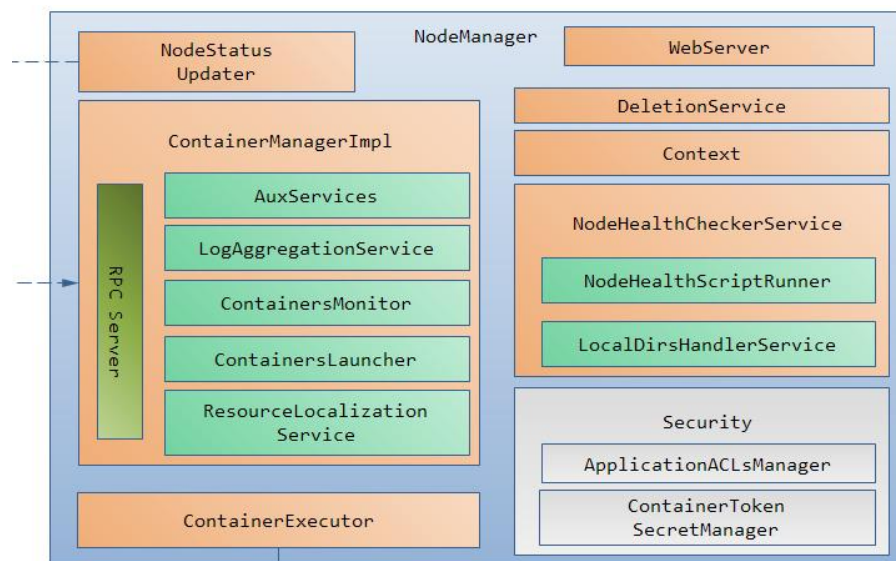 NodeManager
NodeStatus
Updater
WebServer
ContainerManagerImpl
RPC Server
AuxServices
LogAggregationService
ContainersMonitor
ContainersLauncher
ResourceLocalization
Service
ContainerExecutor
DeletionService
Context
NodeHealthCheckerService
NodeHealthScriptRunner
LocalDirsHandlerService
Security
ApplicationACLsManager
ContainerToken
SecretManager